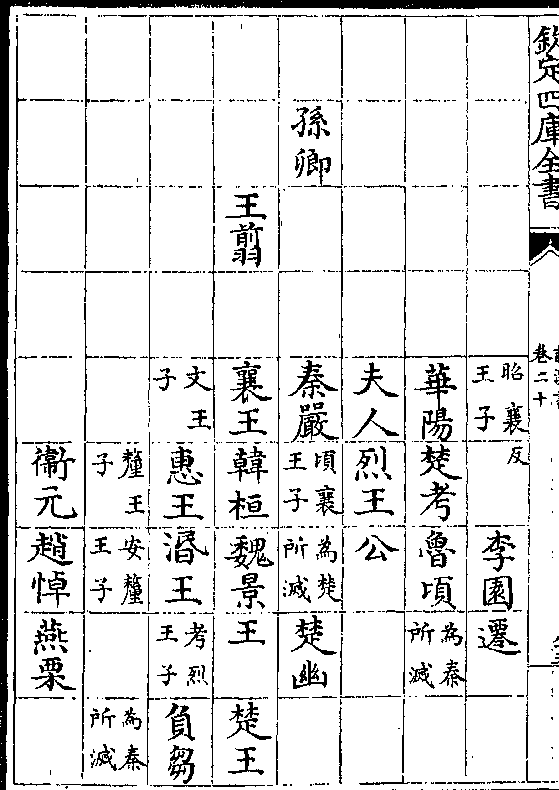 欽定四庫全書
卷二十
昭襄
王子
反
李園
遷
華陽
楚考
魯頃
為秦
所滅
夫人
烈王
公
孫卿
秦嚴
頃襄
王子
為楚
所滅
楚幽
王翦
襄王
韓桓
魏景
王
楚王
文王
子
惠王
湣王
考烈
王子
負芻
釐王
子
安釐
王子
為秦
所滅
衛元
趙悼
燕栗